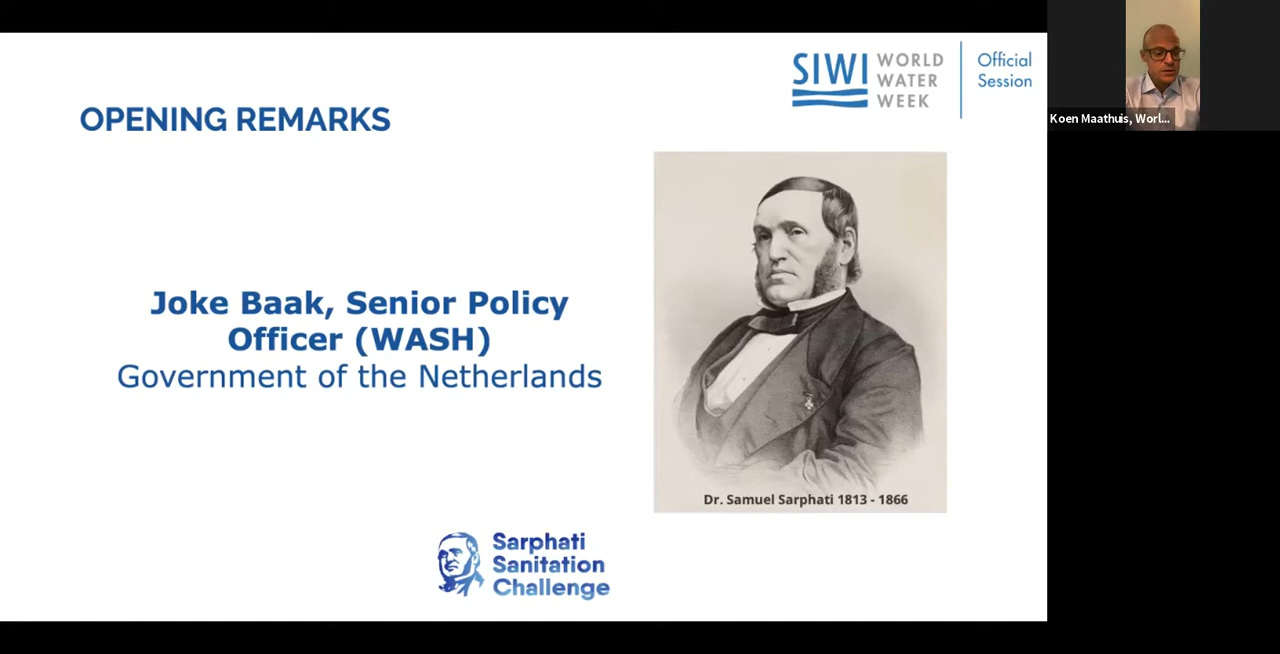 OPENING REMARKS
SIWI
WORLD
WATER
WEEK
Official
Session
Koen Maathuis, Worl...
Joke Baak, Senior Policy
Officer (WASH)
Government of the Netherlands
Dr. Samuel Sarphati 1813 - 1866
Sarphati
Sanitation
Challenge